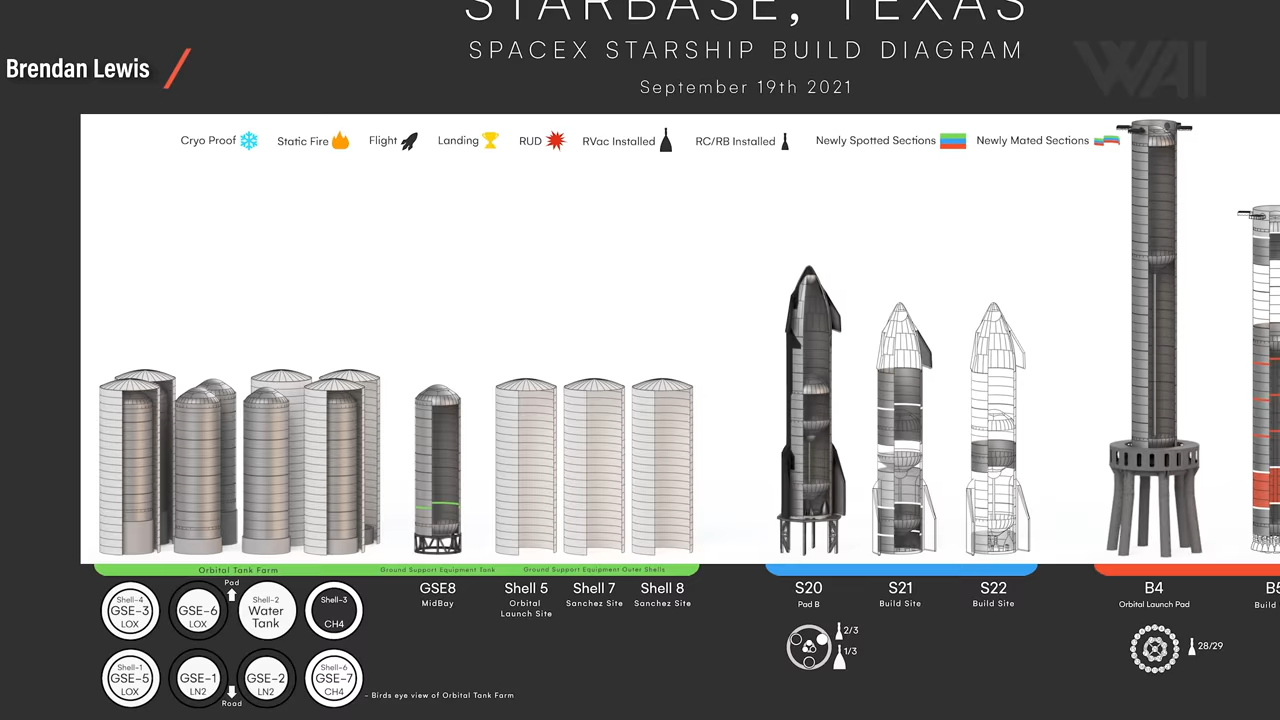 STARBASE, TEXAS
SPACEX STARSHIP BUILD DIAGRAM
September 19th 2021
Brendan Lewis
WAI
Cryo Proof Static Fire Flight Landing RUD RVac Installed RC/RB Installed Newly Spotted Sections Newly Mated Sections
Orbital Tank Farm Ground Support Equipment Tank Ground Support Equipment Outer Shells
GSE8 Shell 5 Shell 7 Shell 8 S20 S21 S22 B4
MidBay Orbital Launch Site Sanchez Site Sanchez Site Pad B Build Site Build Site Orbital Launch Pad Build
Pad
Shell-4 Shell-2 Shell-3
GSE-3 GSE-6 Water Tank
LOX LOX CH4
2/3
1/3
28/29
Shell-1 Shell-6
GSE-5 GSE-1 GSE-2 GSE-7
LOX LN2 LN2 CH4
Road
- Birds eye view of Orbital Tank Farm